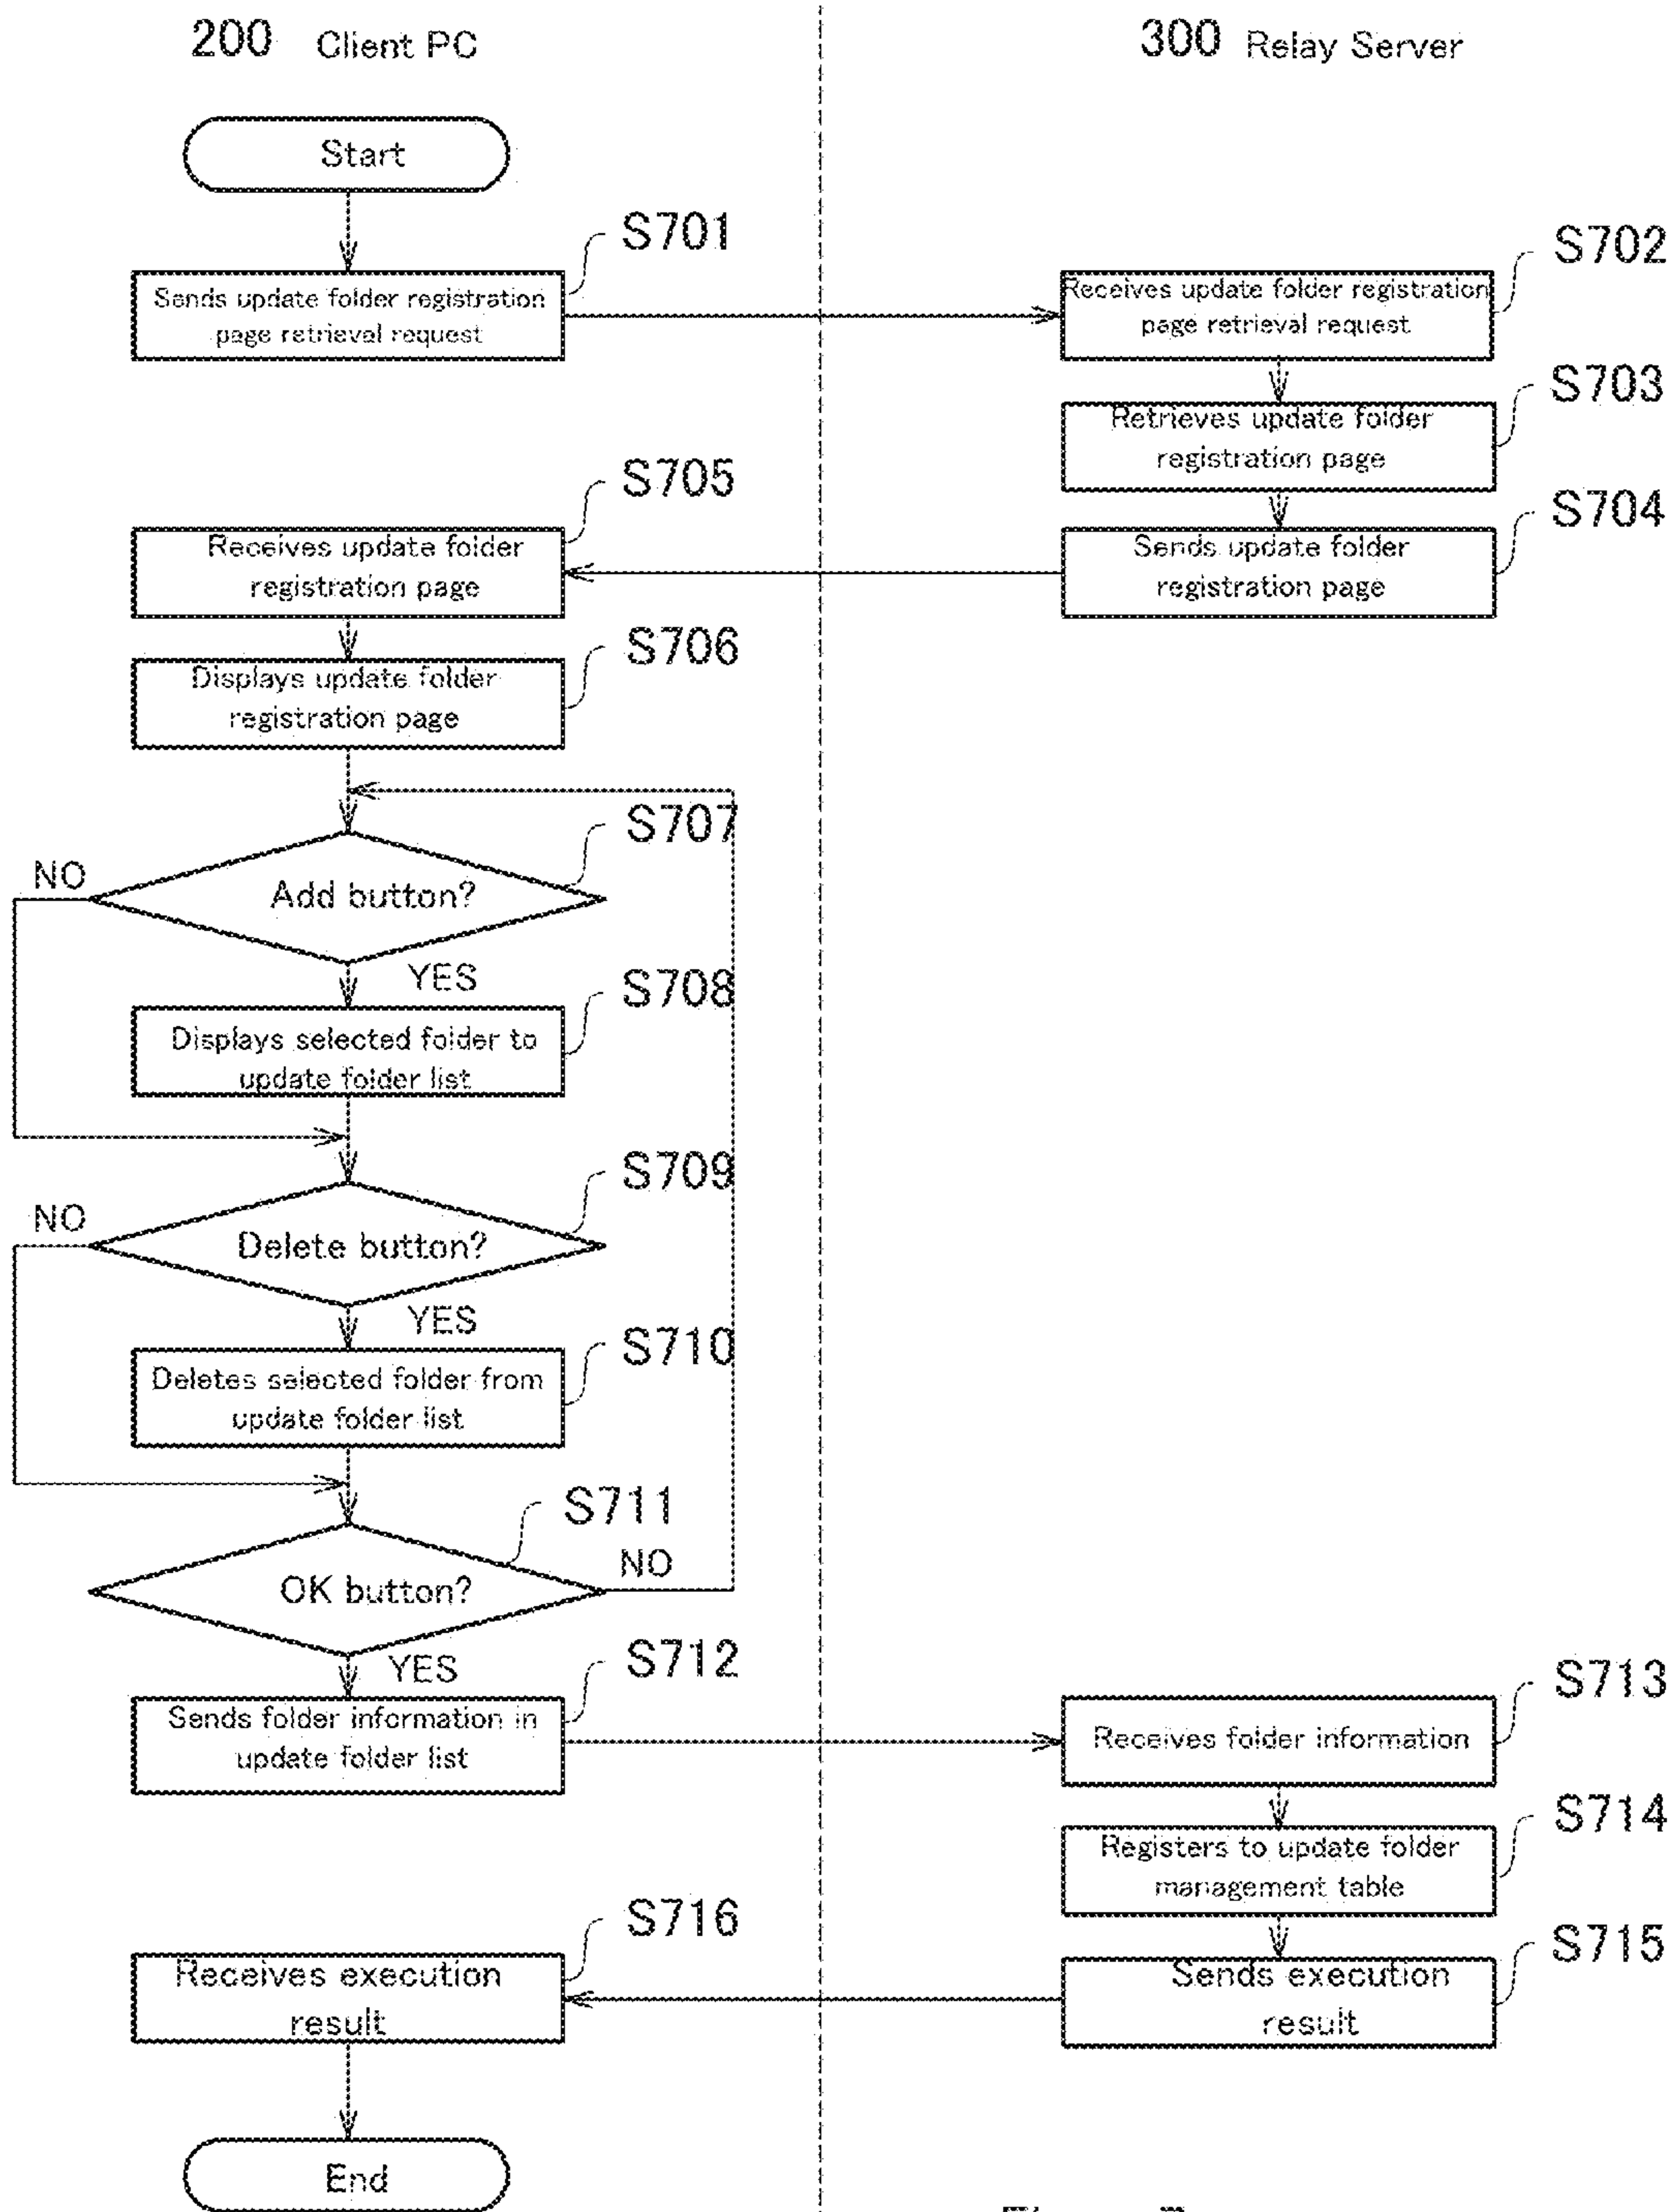 200 Client PC
300 Relay Server
Start
S701
Sends update folder registration
page retrieval request
S702
Receives update folder registration
page retrieval request
S703
Retrieves update folder
registration page
S704
Sends update folder
registration page
S705
Receives update folder
registration page
S706
Displays update folder
registration page
S707
NO
Add button?
YES
S708
Displays selected folder to
update folder list
S709
NO
Delete button?
YES
S710
Deletes selected folder from
update folder list
S711
OK button?
NO
YES
S712
Sends folder information in
update folder list
S713
Receives folder information
S714
Registers to update folder
management table
S715
Sends execution
result
S716
Receives execution
result
End